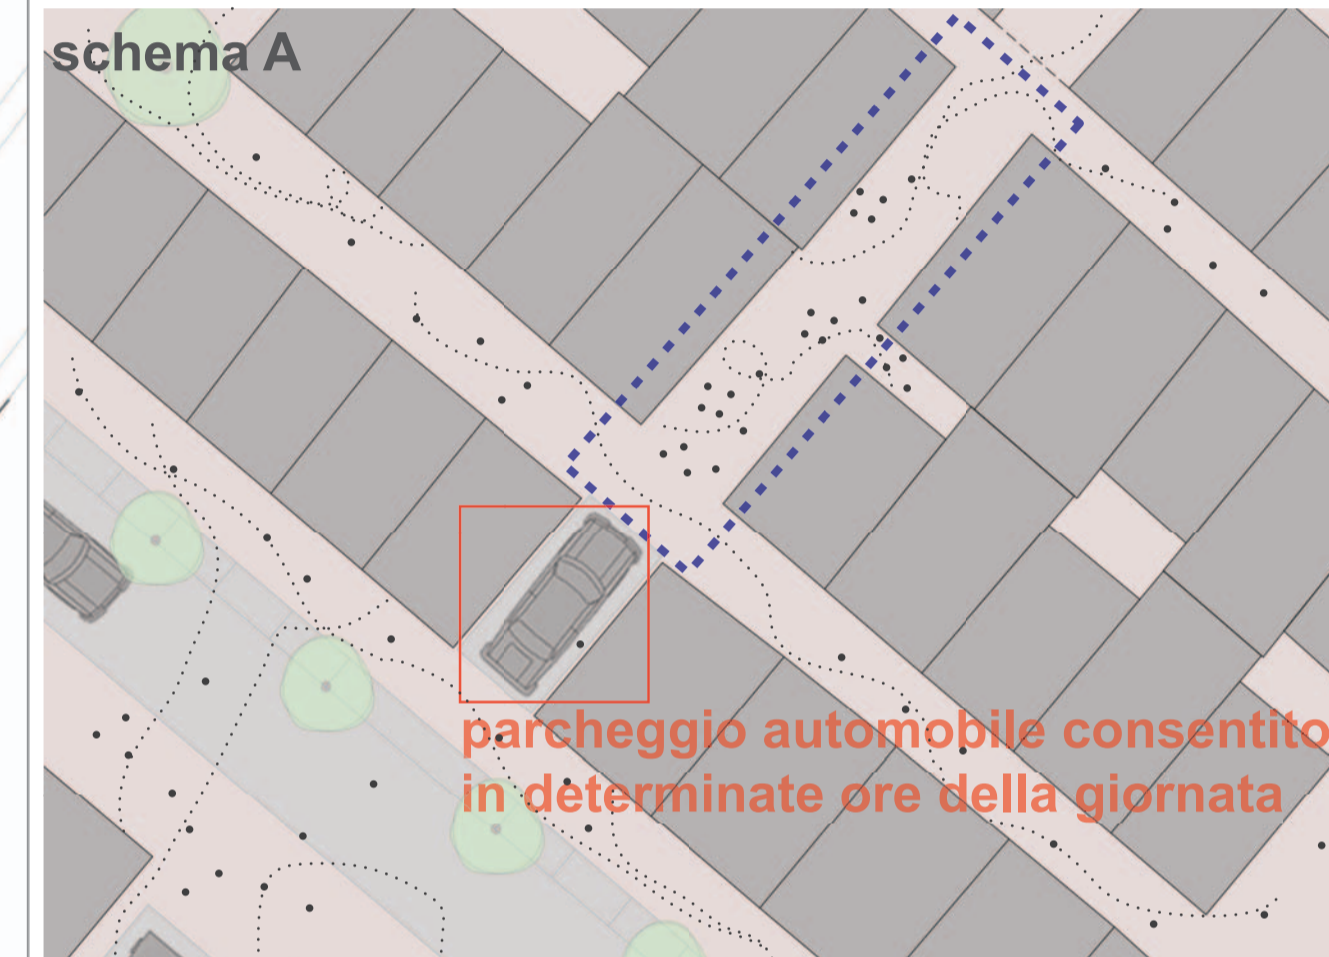 schema A
parcheggio automobile consentito
in determinate ore della giornata